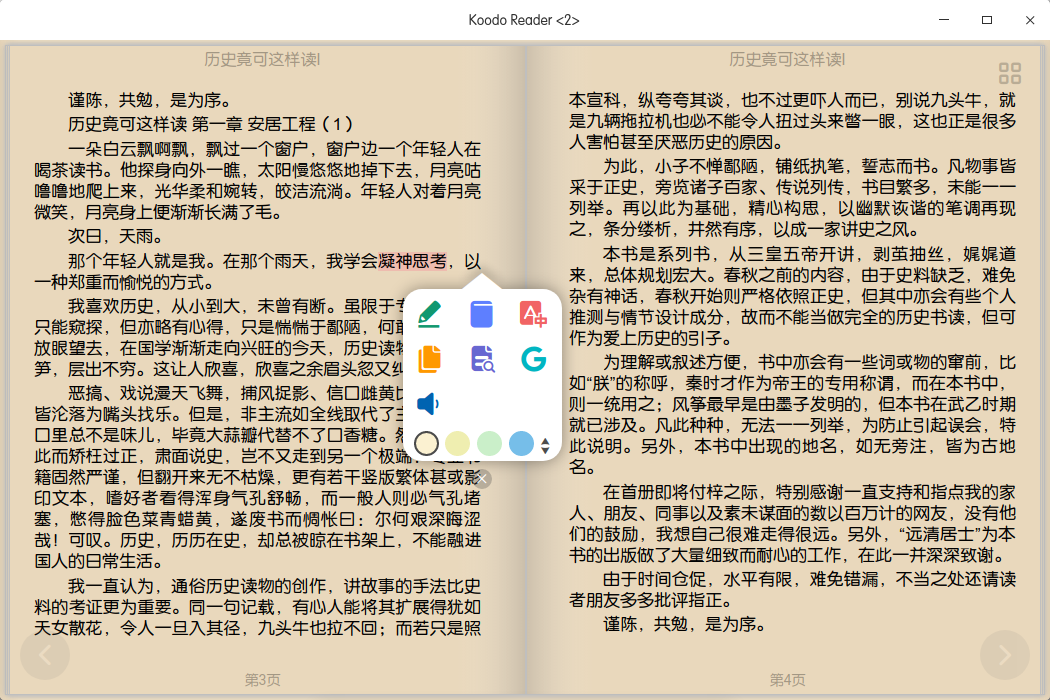 Koodo Reader <2>
历史竟可这样读I
谨陈，共勉，是为序。
历史竟可这样读 第一章 安居工程（1）
一朵白云飘啊飘，飘过一个窗户，窗户边一个年轻人在
喝茶读书。他探身向外一瞧，太阳慢悠悠地掉下去，月亮咕
噜噜地爬上来，光华柔和婉转，皎洁流淌。年轻人对着月亮
微笑，月亮身上便渐渐长满了毛。
次日，天雨。
那个年轻人就是我。在那个雨天，我学会凝神思考，以
一种郑重而愉悦的方式。
我喜欢历史，从小到大，未曾有断。虽限于
只能窥探，但亦略有心得，只是惴惴于鄙陋，何
放眼望去，在国学渐渐走向兴旺的今天，历史读
笋，层出不穷。这让人欣喜，欣喜之余眉头忽又
恶搞、戏说漫天飞舞，捕风捉影、信口雌黄
皆沦落为嘴头找乐。但是，非主流如全线取代了
口里总不是味儿，毕竟大蒜瓣代替不了口香糖。
此而矫枉过正，肃面说史，岂不又走到另一个极端
籍固然严谨，但翻开来无不枯燥，更有若干竖版繁体甚或影
印文本，嗜好者看得浑身气孔舒畅，而一般人则必气孔堵
塞，憋得脸色菜青蜡黄，遂废书而惆怅曰：尔何艰深晦涩
哉！可叹。历史，历历在史，却总被晾在书架上，不能融进
国人的日常生活。
我一直认为，通俗历史读物的创作，讲故事的手法比史
料的考证更为重要。同一句记载，有心人能将其扩展得犹如
天女散花，令人一旦入其径，九头牛也拉不回；而若只是照
第3页
历史竟可这样读I
本宣科，纵夸夸其谈，也不过更吓人而已，别说九头牛，就
是九辆拖拉机也必不能令人扭过头来瞥一眼，这也正是很多
人害怕甚至厌恶历史的原因。
为此，小子不惮鄙陋，铺纸执笔，誓志而书。凡物事皆
采于正史，旁览诸子百家、传说列传，书目繁多，未能一一
列举。再以此为基础，精心构思，以幽默诙谐的笔调再现
之，条分缕析，井然有序，以成一家讲史之风。
本书是系列书，从三皇五帝开讲，剥茧抽丝，娓娓道
来，总体规划宏大。春秋之前的内容，由于史料缺乏，难免
杂有神话，春秋开始则严格依照正史，但其中亦会有些个人
推测与情节设计成分，故而不能当做完全的历史书读，但可
作为爱上历史的引子。
为理解或叙述方便，书中亦会有一些词或物的窜前，比
如“朕”的称呼，秦时才作为帝王的专用称谓，而在本书中，
则一统用之；风筝最早是由墨子发明的，但本书在武乙时期
就已涉及。凡此种种，无法一一列举，为防止引起误会，特
此说明。另外，本书中出现的地名，如无旁注，皆为古地
名。
在首册即将付梓之际，特别感谢一直支持和指点我的家
人、朋友、同事以及素未谋面的数以百万计的网友，没有他
们的鼓励，我想自己很难走得很远。另外，“远清居士”为本
书的出版做了大量细致而耐心的工作，在此一并深深致谢。
由于时间仓促，水平有限，难免错漏，不当之处还请读
者朋友多多批评指正。
谨陈，共勉，是为序。
第4页